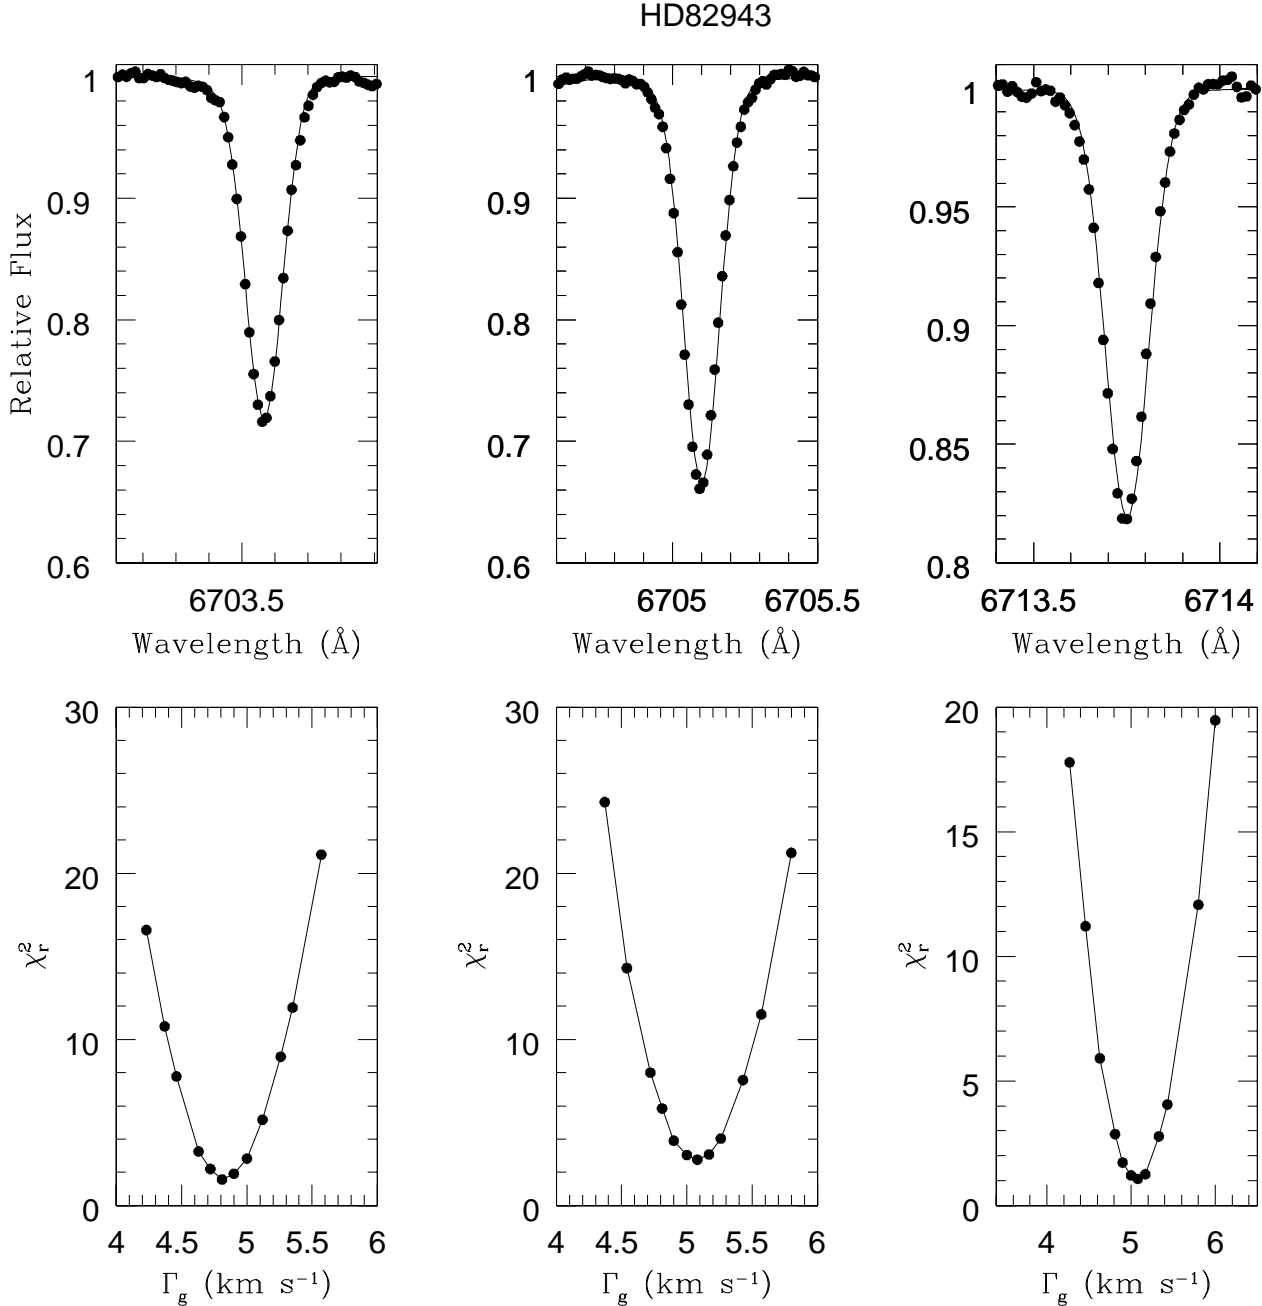 HD82943
Relative Flux
1
0.9
0.8
0.7
0.6
6703.5
Wavelength (Å)
1
0.9
0.8
0.7
0.6
6705 6705.5
Wavelength (Å)
1
0.95
0.9
0.85
0.8
6713.5 6714
Wavelength (Å)
χ²r
30
20
10
0
4 4.5 5 5.5 6
Γg (km s⁻¹)
χ²r
30
20
10
0
4 4.5 5 5.5 6
Γg (km s⁻¹)
χ²r
20
15
10
5
0
4 5 6
Γg (km s⁻¹)